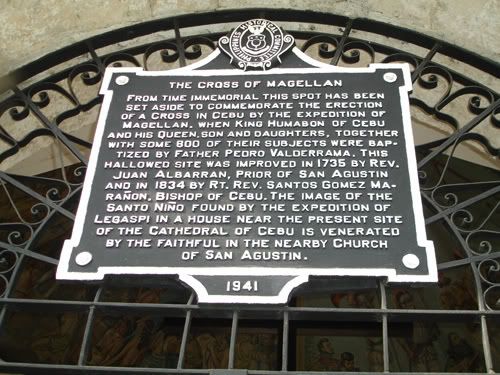 PHILIPPINES HISTORICAL COMMITTEE
THE CROSS OF MAGELLAN
FROM TIME IMMEMORIAL THIS SPOT HAS BEEN
SET ASIDE TO COMMEMORATE THE ERECTION
OF A CROSS IN CEBU BY THE EXPEDITION OF
MAGELLAN. WHEN KING HUMABON OF CEBU
AND HIS QUEEN, SON AND DAUGHTERS, TOGETHER
WITH SOME 800 OF THEIR SUBJECTS WERE BAP-
TIZED BY FATHER PEDRO VALDERRAMA. THIS
HALLOWED SITE WAS IMPROVED IN 1735 BY REV.
JUAN ALBARRAN, PRIOR OF SAN AGUSTIN
AND IN 1834 BY RT. REV. SANTOS GOMEZ MA-
RAÑON, BISHOP OF CEBU. THE IMAGE OF THE
SANTO NIÑO FOUND BY THE EXPEDITION OF
LEGASPI IN A HOUSE NEAR THE PRESENT SITE
OF THE CATHEDRAL OF CEBU IS VENERATED
BY THE FAITHFUL IN THE NEARBY CHURCH
OF SAN AGUSTIN.
1941